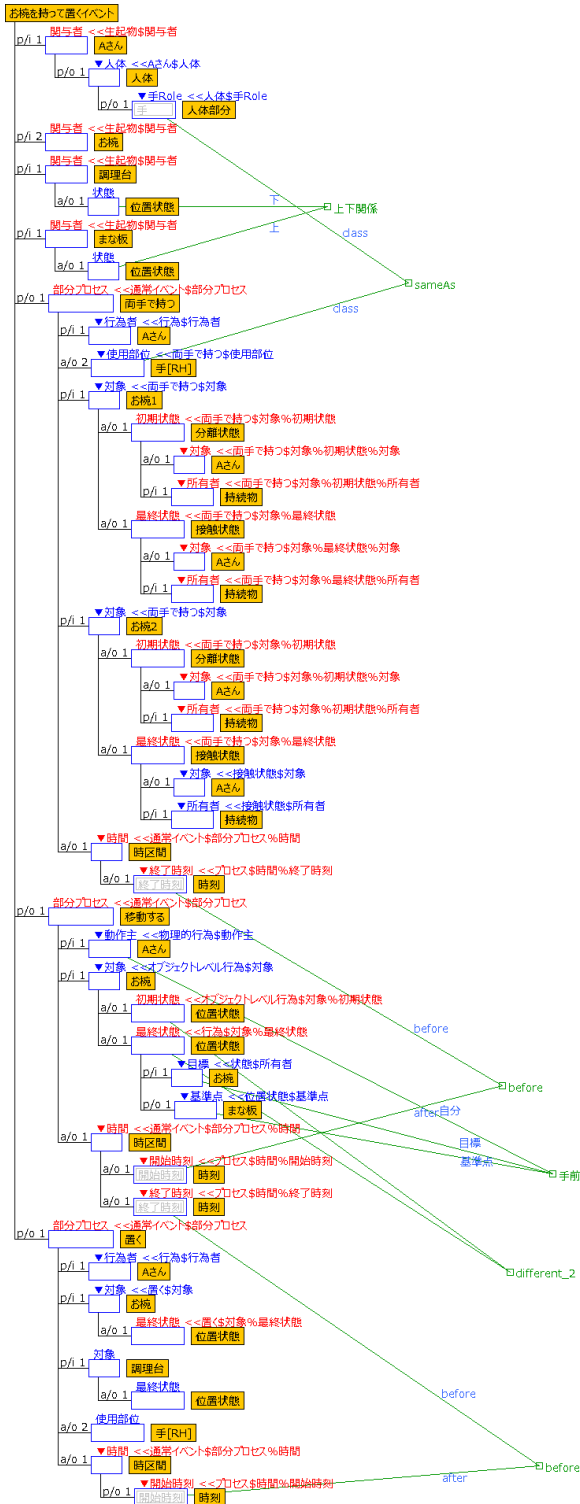 お椀を持って置くイベント
関与者 <<生起物$関与者
p/i 1 Aさん
▼人体 <<Aさん$人体
p/o 1 人体
▼手Role <<人体$手Role
p/o 1 手 人体部分
関与者 <<生起物$関与者
p/i 2 お椀
関与者 <<生起物$関与者
p/i 1 調理台
状態
a/o 1 位置状態
下
上下関係
関与者 <<生起物$関与者
p/i 1 まな板
上
class
状態
a/o 1 位置状態
sameAs
部分プロセス <<通常イベント$部分プロセス
p/o 1 両手で持つ
class
▼行為者 <<行為$行為者
p/i 1 Aさん
▼使用部位 <<両手で持つ$使用部位
a/o 2 手[RH]
▼対象 <<両手で持つ$対象
p/i 1 お椀1
初期状態 <<両手で持つ$対象%初期状態
a/o 1 分離状態
▼対象 <<両手で持つ$対象%初期状態%対象
a/o 1 Aさん
▼所有者 <<両手で持つ$対象%初期状態%所有者
p/i 1 持続物
最終状態 <<両手で持つ$対象%最終状態
a/o 1 接触状態
▼対象 <<両手で持つ$対象%最終状態%対象
a/o 1 Aさん
▼所有者 <<両手で持つ$対象%最終状態%所有者
p/i 1 持続物
▼対象 <<両手で持つ$対象
p/i 1 お椀2
初期状態 <<両手で持つ$対象%初期状態
a/o 1 分離状態
▼対象 <<両手で持つ$対象%初期状態%対象
a/o 1 Aさん
▼所有者 <<両手で持つ$対象%初期状態%所有者
p/i 1 持続物
最終状態 <<両手で持つ$対象%最終状態
a/o 1 接触状態
▼対象 <<接触状態$対象
a/o 1 Aさん
▼所有者 <<接触状態$所有者
p/i 1 持続物
▼時間 <<通常イベント$部分プロセス%時間
a/o 1 時区間
▼終了時刻 <<プロセス$時間%終了時刻
a/o 1 終了時刻 時刻
部分プロセス <<通常イベント$部分プロセス
p/o 1 移動する
▼動作主 <<物理的行為$動作主
p/i 1 Aさん
▼対象 <<オブジェクトレベル行為$対象
p/i 1 お椀
初期状態 <<オブジェクトレベル行為$対象%初期状態
a/o 1 位置状態
before
最終状態 <<行為$対象%最終状態
a/o 1 位置状態
▼目標 <<状態$所有者
p/i 1 お椀
before
▼基準点 <<位置状態$基準点
p/o 1 まな板
after 自分
▼時間 <<通常イベント$部分プロセス%時間
a/o 1 時区間
目標
▼開始時刻 <<プロセス$時間%開始時刻
基準点
a/o 1 開始時刻 時刻
手前
▼終了時刻 <<プロセス$時間%終了時刻
a/o 1 終了時刻 時刻
部分プロセス <<通常イベント$部分プロセス
p/o 1 置く
▼行為者 <<行為$行為者
p/i 1 Aさん
different_2
▼対象 <<置く$対象
p/i 1 お椀
最終状態 <<置く$対象%最終状態
a/o 1 位置状態
対象
p/i 1 調理台
最終状態
a/o 1 位置状態
before
使用部位
a/o 2 手[RH]
▼時間 <<通常イベント$部分プロセス%時間
a/o 1 時区間
before
▼開始時刻 <<プロセス$時間%開始時刻
after
p/o 1 開始時刻 時刻